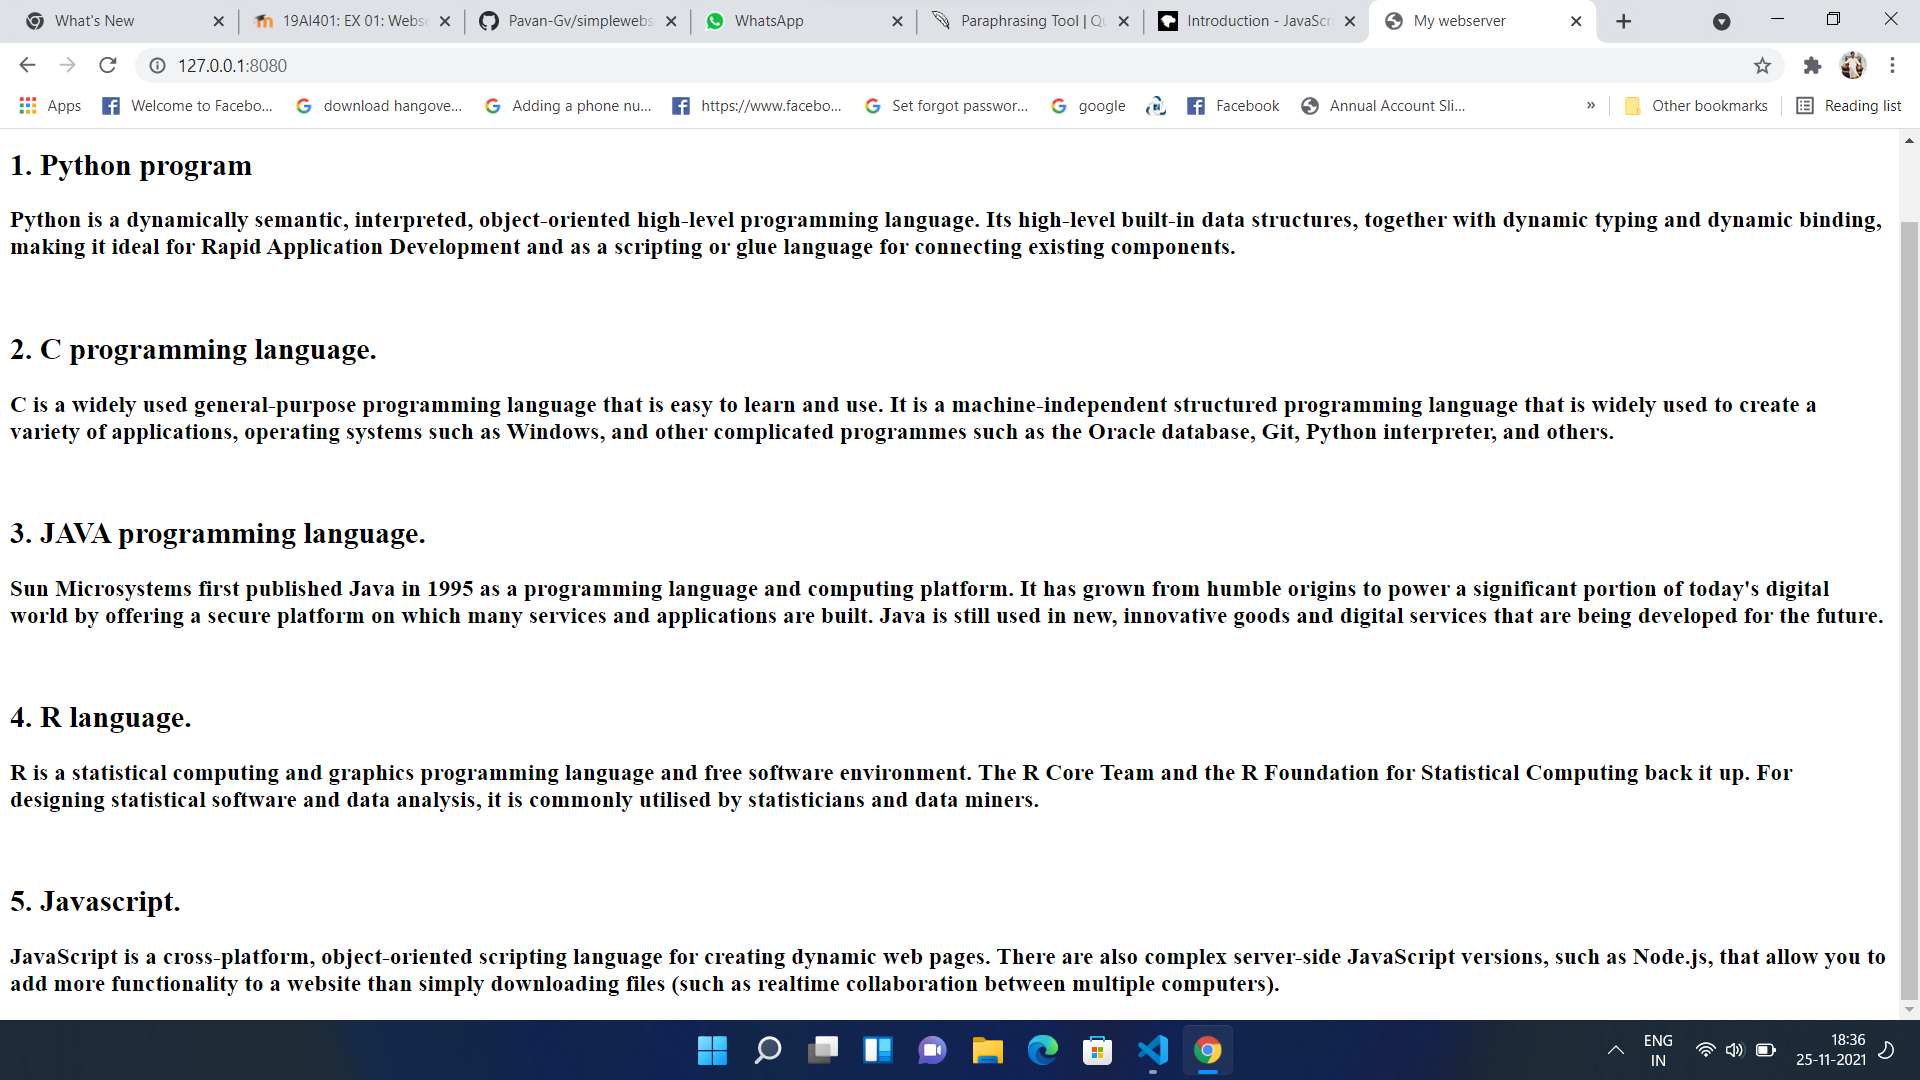 What's New
19AI401: EX 01: Webse
Pavan-Gv/simplewebs
WhatsApp
Paraphrasing Tool | Qu
Introduction - JavaScri
My webserver
127.0.0.1:8080
Apps
Welcome to Facebo...
download hangove...
Adding a phone nu...
https://www.facebo...
Set forgot passwor...
google
Facebook
Annual Account Sli...
»
Other bookmarks
Reading list
1. Python program
Python is a dynamically semantic, interpreted, object-oriented high-level programming language. Its high-level built-in data structures, together with dynamic typing and dynamic binding,
making it ideal for Rapid Application Development and as a scripting or glue language for connecting existing components.
2. C programming language.
C is a widely used general-purpose programming language that is easy to learn and use. It is a machine-independent structured programming language that is widely used to create a
variety of applications, operating systems such as Windows, and other complicated programmes such as the Oracle database, Git, Python interpreter, and others.
3. JAVA programming language.
Sun Microsystems first published Java in 1995 as a programming language and computing platform. It has grown from humble origins to power a significant portion of today's digital
world by offering a secure platform on which many services and applications are built. Java is still used in new, innovative goods and digital services that are being developed for the future.
4. R language.
R is a statistical computing and graphics programming language and free software environment. The R Core Team and the R Foundation for Statistical Computing back it up. For
designing statistical software and data analysis, it is commonly utilised by statisticians and data miners.
5. Javascript.
JavaScript is a cross-platform, object-oriented scripting language for creating dynamic web pages. There are also complex server-side JavaScript versions, such as Node.js, that allow you to
add more functionality to a website than simply downloading files (such as realtime collaboration between multiple computers).
ENG
IN
18:36
25-11-2021